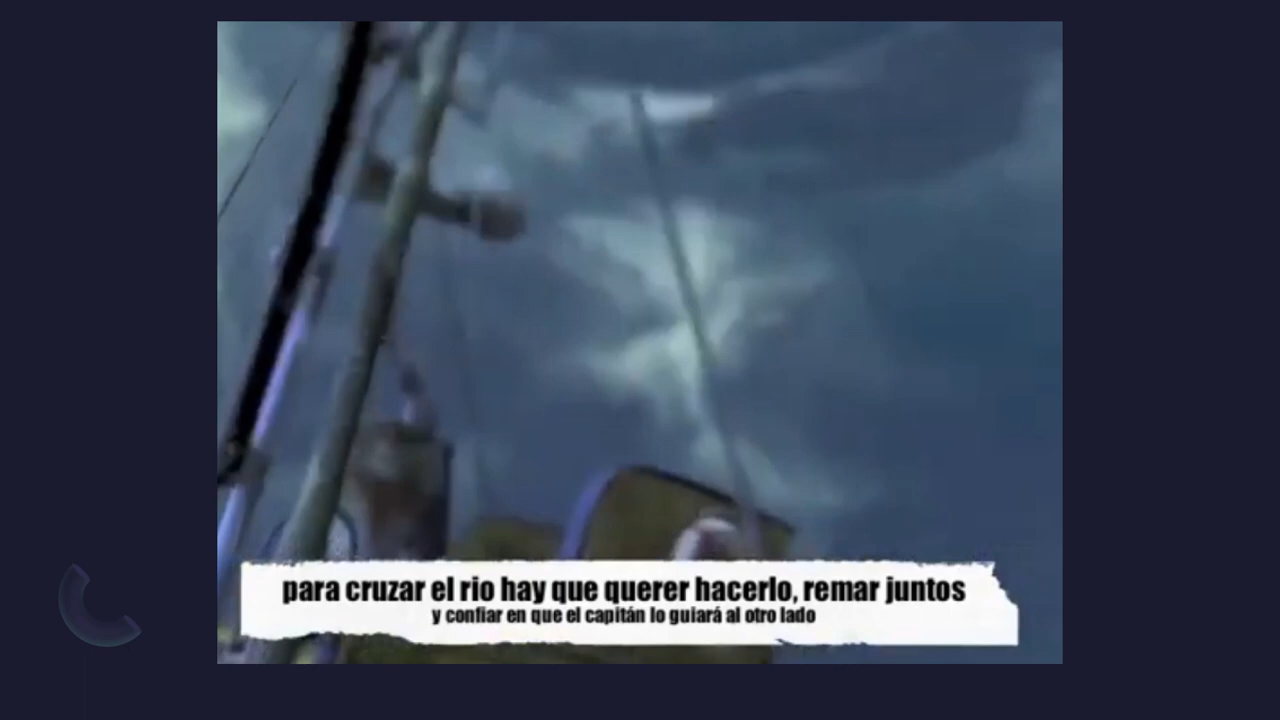 para cruzar el rio hay que querer hacerlo, remar juntos
y confiar en que el capitán lo guiará al otro lado